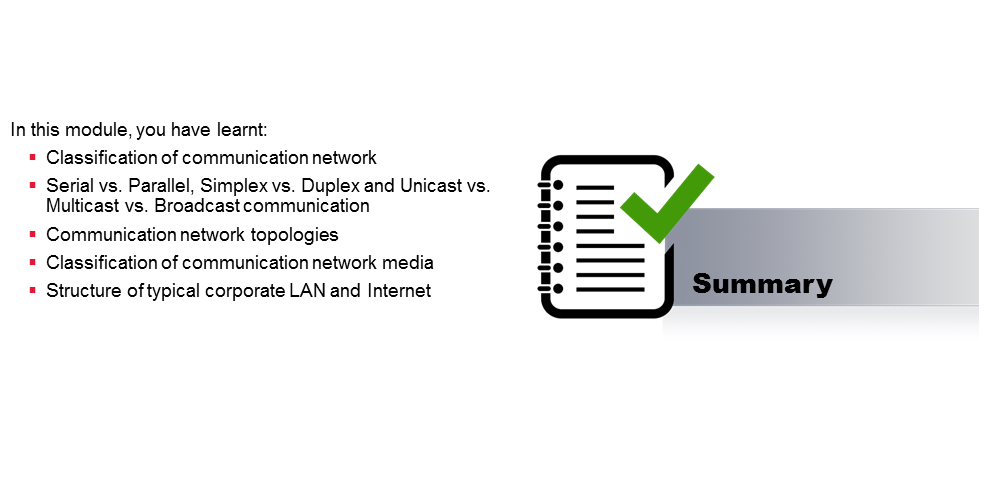 In this module, you have learnt:
▪ Classification of communication network
▪ Serial vs. Parallel, Simplex vs. Duplex and Unicast vs.
Multicast vs. Broadcast communication
▪ Communication network topologies
▪ Classification of communication network media
▪ Structure of typical corporate LAN and Internet
Summary